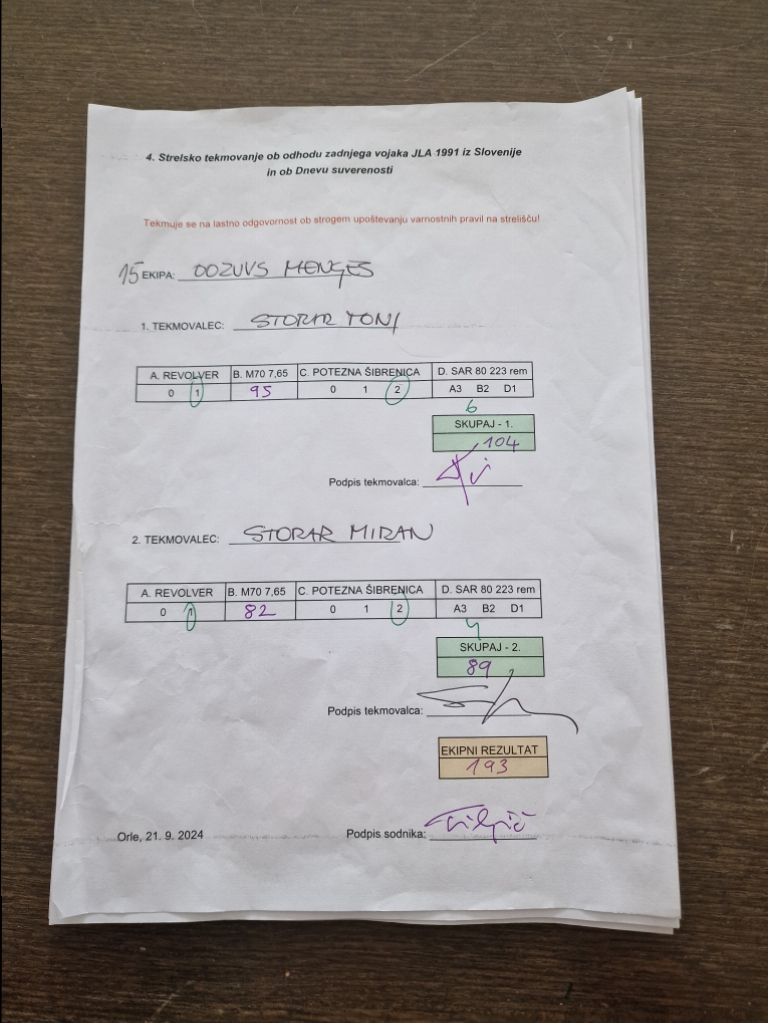 4. Strelsko tekmovanje ob odhodu zadnjega vojaka JLA 1991 iz Slovenije
in ob Dnevu suverenosti
Tekmuje se na lastno odgovornost ob strogem upoštevanju varnostnih pravil na strelišču!
15 EKIPA: OOZUVS MENGEŠ
1. TEKMOVALEC: STORAR TONI
A. REVOLVER B. M70 7,65 C. POTEZNA ŠIBRENICA D. SAR 80 223 rem
0 1 95 0 1 2 A3 B2 D1
6
SKUPAJ - 1.
104
Podpis tekmovalca:
2. TEKMOVALEC: STORAR MIRAN
A. REVOLVER B. M70 7,65 C. POTEZNA ŠIBRENICA D. SAR 80 223 rem
0 1 82 0 1 2 A3 B2 D1
4
SKUPAJ - 2.
89
Podpis tekmovalca:
EKIPNI REZULTAT
193
Orle, 21. 9. 2024 Podpis sodnika: